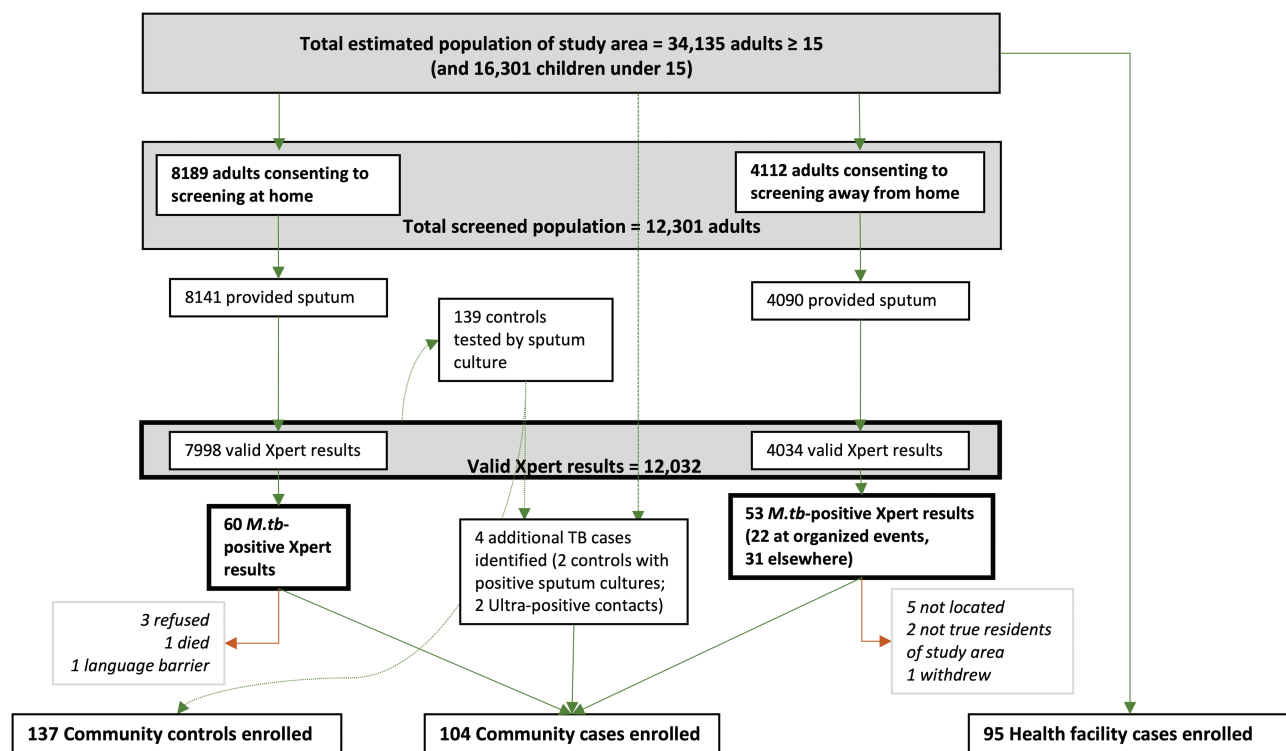 Total estimated population of study area = 34,135 adults ≥ 15
(and 16,301 children under 15)
8189 adults consenting to
screening at home
4112 adults consenting to
screening away from home
Total screened population = 12,301 adults
8141 provided sputum
4090 provided sputum
139 controls
tested by sputum
culture
7998 valid Xpert results
4034 valid Xpert results
Valid Xpert results = 12,032
60 M.tb-
positive Xpert
results
4 additional TB cases
identified (2 controls with
positive sputum cultures;
2 Ultra-positive contacts)
53 M.tb-positive Xpert results
(22 at organized events,
31 elsewhere)
3 refused
1 died
1 language barrier
5 not located
2 not true residents
of study area
1 withdrew
137 Community controls enrolled
104 Community cases enrolled
95 Health facility cases enrolled